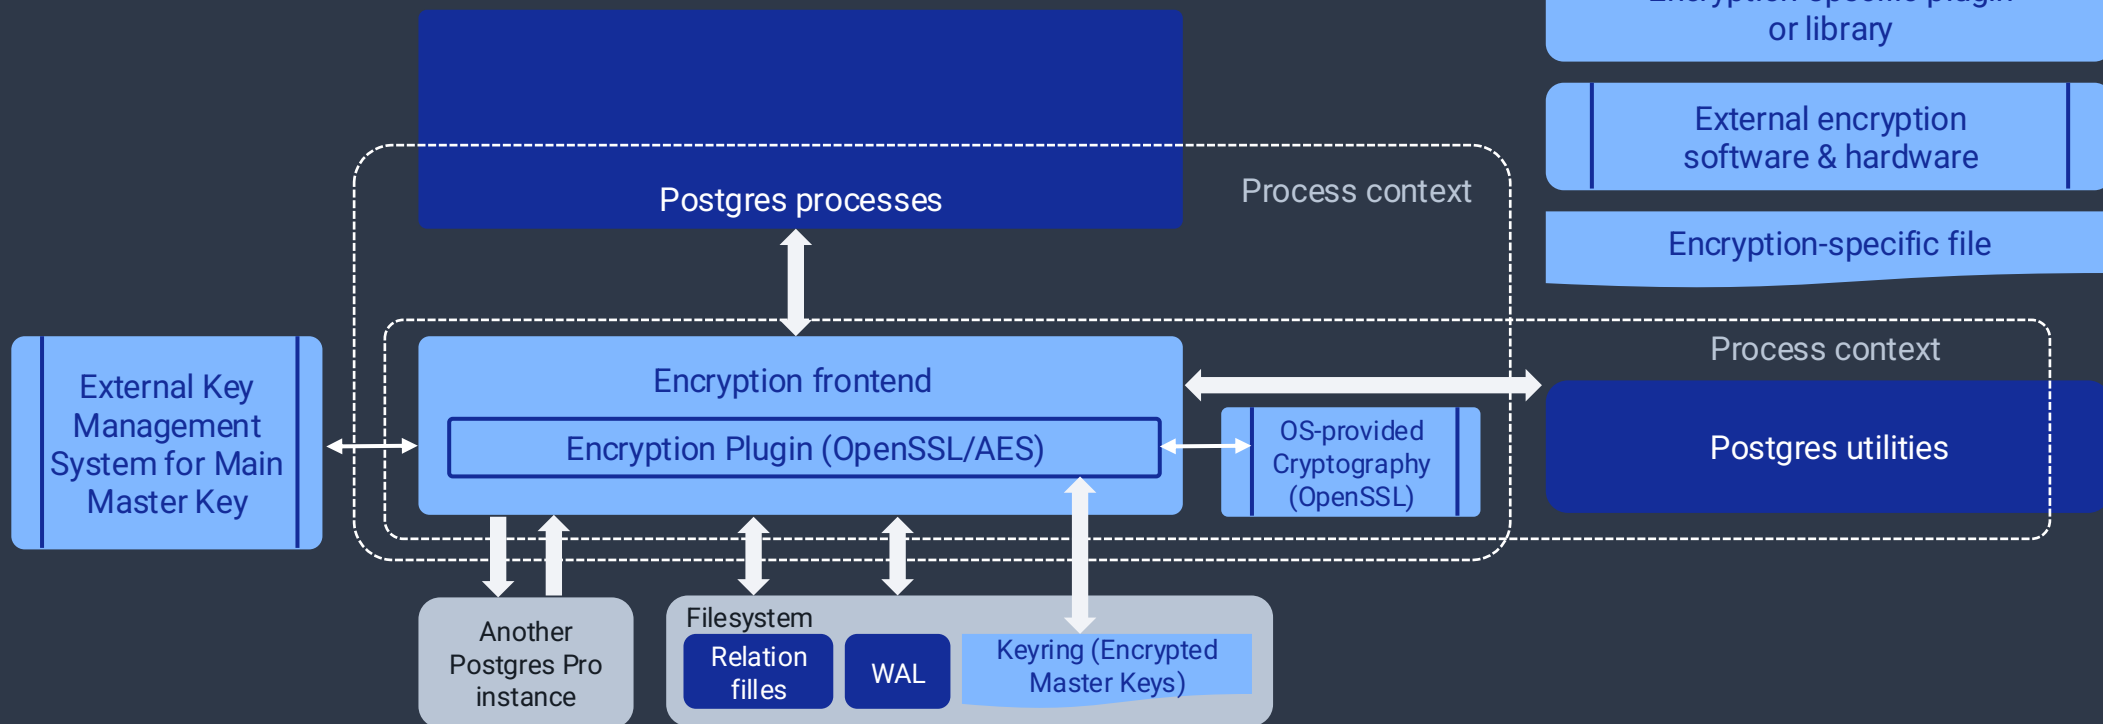 or library
External encryption
software & hardware
Encryption-specific file
Postgres processes
Process context
Process context
External Key
Management
System for Main
Master Key
Encryption frontend
Encryption Plugin (OpenSSL/AES)
OS-provided
Cryptography
(OpenSSL)
Postgres utilities
Another
Postgres Pro
instance
Filesystem
Relation
filles
WAL
Keyring (Encrypted
Master Keys)